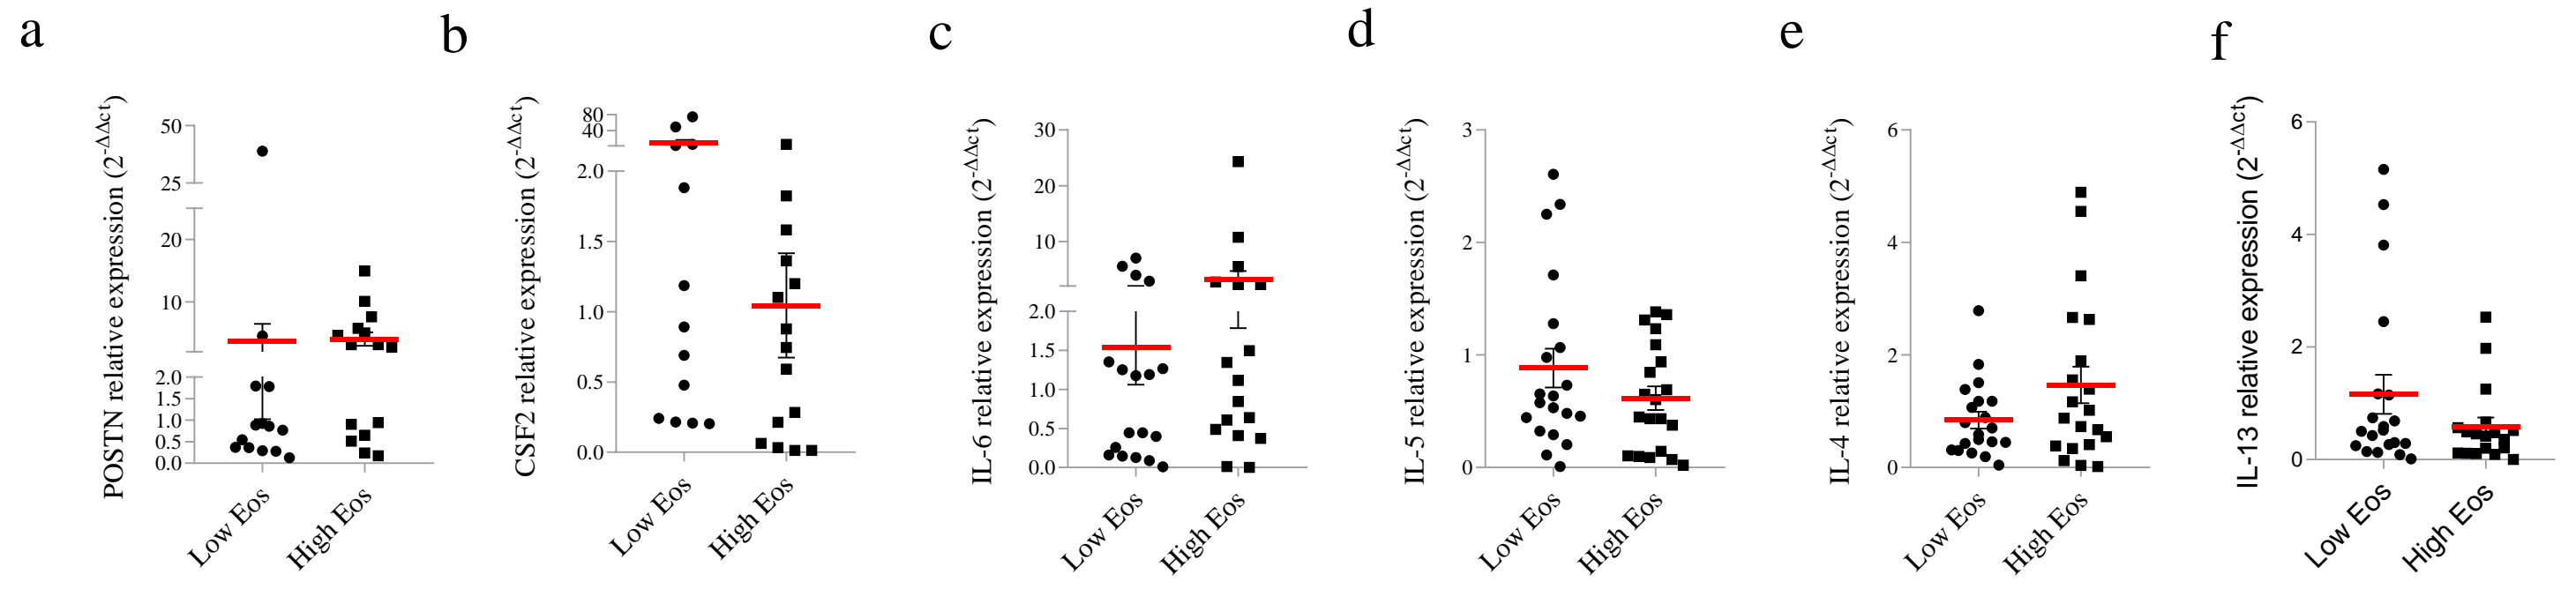 a
POSTN relative expression (2-ΔΔct)
50
25
20
10
2.0
1.5
1.0
0.5
0.0
Low Eos
High Eos
b
CSF2 relative expression (2-ΔΔct)
80
40
2.0
1.5
1.0
0.5
0.0
Low Eos
High Eos
c
IL-6 relative expression (2-ΔΔct)
30
20
10
2.0
1.5
1.0
0.5
0.0
Low Eos
High Eos
d
IL-5 relative expression (2-ΔΔct)
3
2
1
0
Low Eos
High Eos
e
IL-4 relative expression (2-ΔΔct)
6
4
2
0
Low Eos
High Eos
f
IL-13 relative expression (2-ΔΔct)
6
4
2
0
Low Eos
High Eos